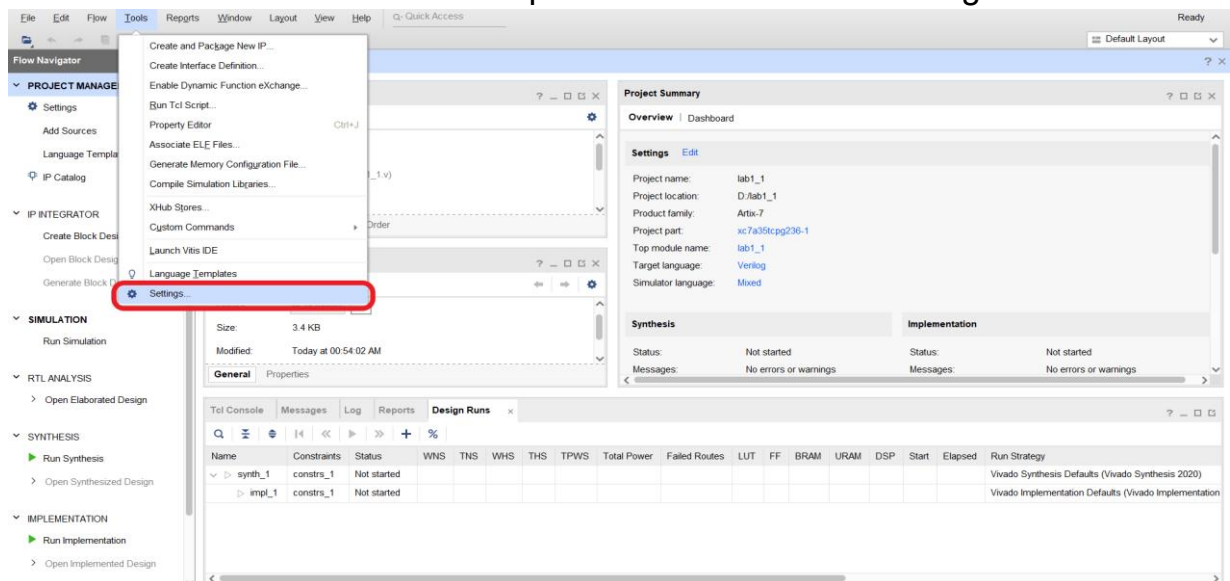 File Edit Flow Tools Reports Window Layout View Help Q- Quick Access Ready
Default Layout
Flow Navigator ? ×
PROJECT MANAGE
Settings
Add Sources
Language Templa
IP Catalog
IP INTEGRATOR
Create Block Desi
Open Block Desig
Generate Block D
SIMULATION
Run Simulation
RTL ANALYSIS
Open Elaborated Design
SYNTHESIS
Run Synthesis
Open Synthesized Design
IMPLEMENTATION
Run Implementation
Open Implemented Design
Create and Package New IP...
Create Interface Definition...
Enable Dynamic Function eXchange...
Run Tcl Script...
Property Editor Ctrl+J
Associate ELF Files...
Generate Memory Configuration File...
Compile Simulation Libraries...
XHub Stores...
Custom Commands
Launch Vitis IDE
Language Templates
Settings...
_1.v)
Order
Size: 3.4 KB
Modified: Today at 00:54:02 AM
General Properties
Project Summary
Overview | Dashboard
Settings Edit
Project name: lab1_1
Project location: D:/lab1_1
Product family: Artix-7
Project part: xc7a35tcpg236-1
Top module name: lab1_1
Target language: Verilog
Simulator language: Mixed
Synthesis Implementation
Status: Not started Status: Not started
Messages: No errors or warnings Messages: No errors or warnings
Tcl Console Messages Log Reports Design Runs ×
Name Constraints Status WNS TNS WHS THS TPWS Total Power Failed Routes LUT FF BRAM URAM DSP Start Elapsed Run Strategy
synth_1 constrs_1 Not started Vivado Synthesis Defaults (Vivado Synthesis 2020)
impl_1 constrs_1 Not started Vivado Implementation Defaults (Vivado Implementation